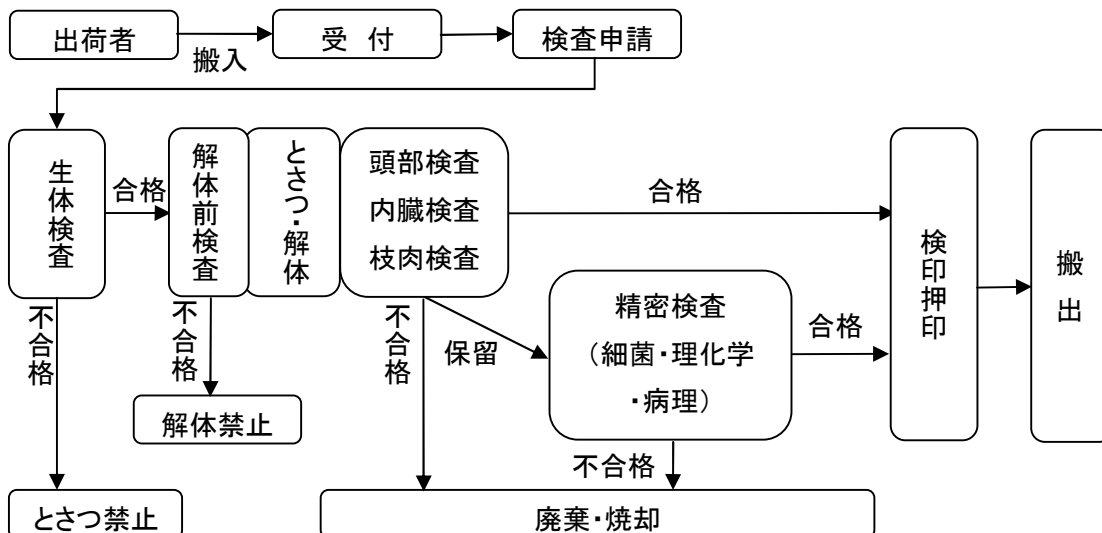 出荷者
搬入
受 付
検査申請
生体検査
合格
不合格
とさつ禁止
解体前検査
不合格
解体禁止
とさつ・解体
頭部検査
内臓検査
枝肉検査
合格
不合格
保留
精密検査
（細菌・理化学
・病理）
合格
不合格
廃棄・焼却
検印押印
搬出